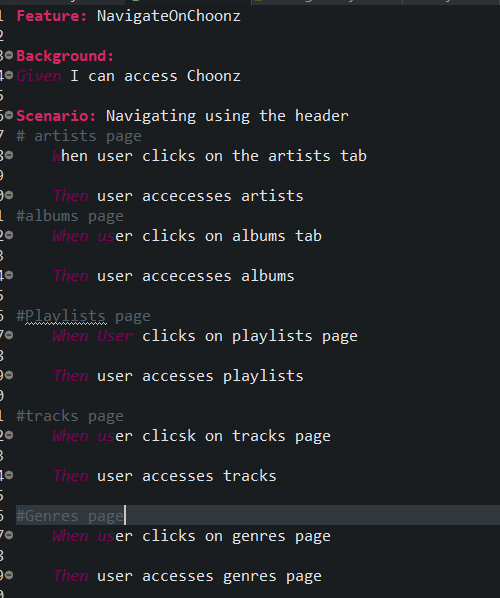 Feature: NavigateOnChoonz
Background:
Given I can access Choonz
Scenario: Navigating using the header
# artists page
When user clicks on the artists tab
Then user accecesses artists
#albums page
When user clicks on albums tab
Then user accecesses albums
#Playlists page
When User clicks on playlists page
Then user accesses playlists
#tracks page
When user clicsk on tracks page
Then user accesses tracks
#Genres page
When user clicks on genres page
Then user accesses genres page